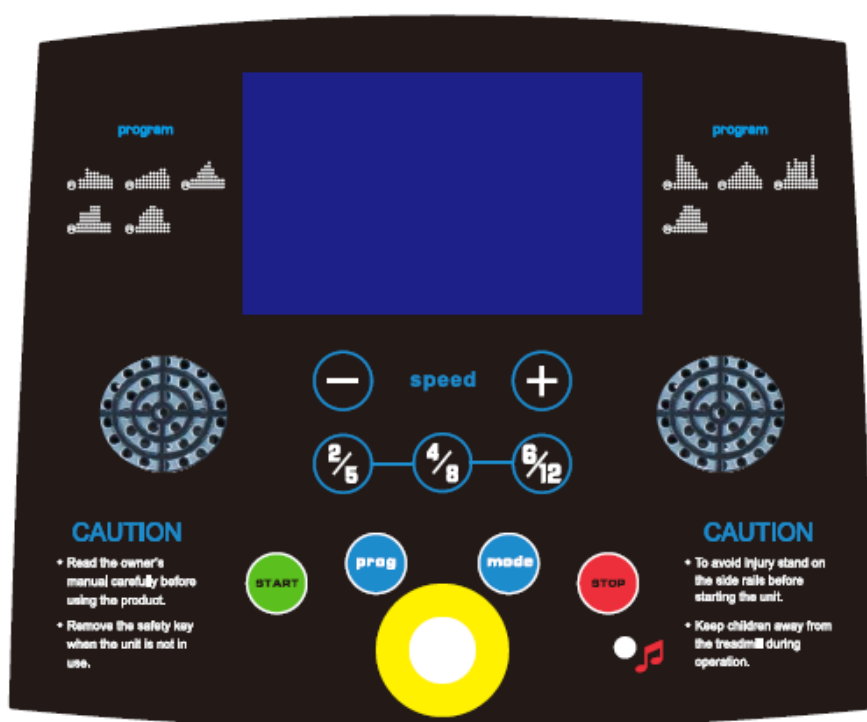 program
program
− speed +
2/5 4/8 6/12
CAUTION
+ Read the owner's
manual carefully before
using the product.
+ Remove the safety key
when the unit is not in
use.
START
prog
mode
STOP
CAUTION
+ To avoid injury stand on
the side rails before
starting the unit.
+ Keep children away from
the treadmill during
operation.